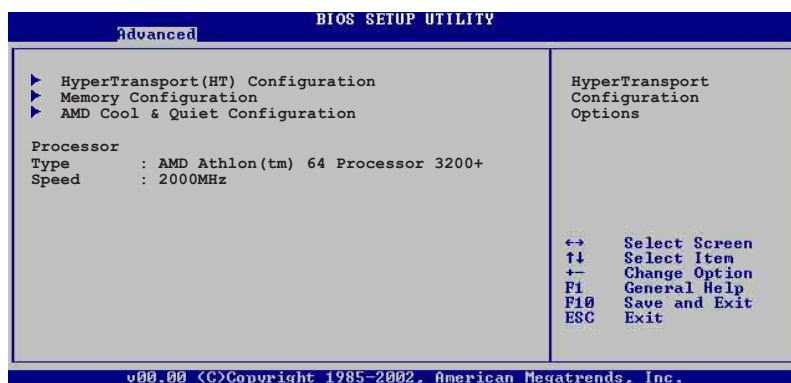 BIOS SETUP UTILITY
Advanced
HyperTransport(HT) Configuration
Memory Configuration
AMD Cool & Quiet Configuration
Processor
Type : AMD Athlon(tm) 64 Processor 3200+
Speed : 2000MHz
HyperTransport
Configuration
Options
↔ Select Screen
↑↓ Select Item
+- Change Option
F1 General Help
F10 Save and Exit
ESC Exit
v00.00 (C)Copyright 1985-2002, American Megatrends, Inc.